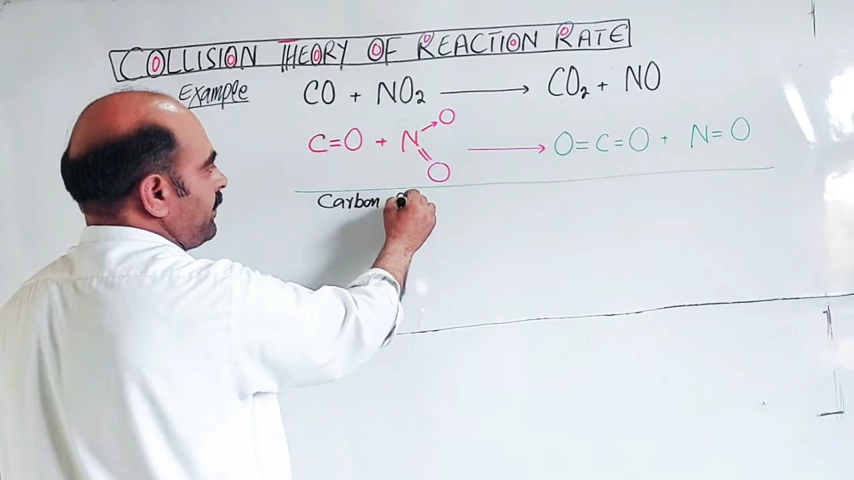 COLLISION THEORY OF REACTION RATE
Example
CO + NO₂ ⟶ CO₂ + NO
C=O + N→O =O ⟶ O=C=O + N=O
Carbon